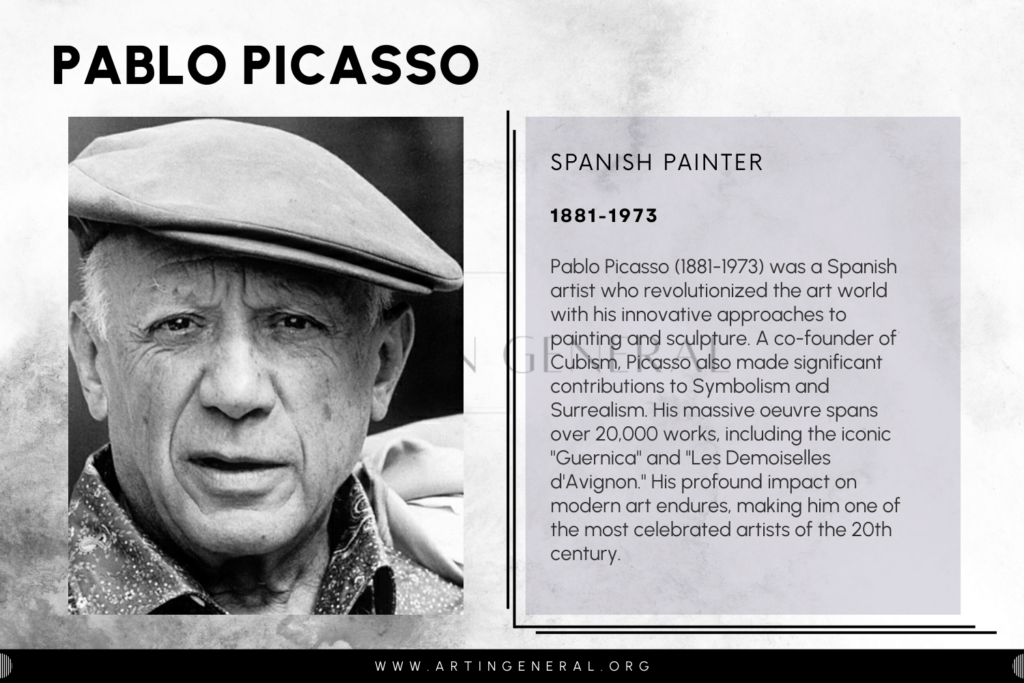 PABLO PICASSO
SPANISH PAINTER
1881-1973
Pablo Picasso (1881-1973) was a Spanish
artist who revolutionized the art world
with his innovative approaches to
painting and sculpture. A co-founder of
Cubism, Picasso also made significant
contributions to Symbolism and
Surrealism. His massive oeuvre spans
over 20,000 works, including the iconic
"Guernica" and "Les Demoiselles
d'Avignon." His profound impact on
modern art endures, making him one of
the most celebrated artists of the 20th
century.
GENERAL
WWW.ARTINGENERAL.ORG